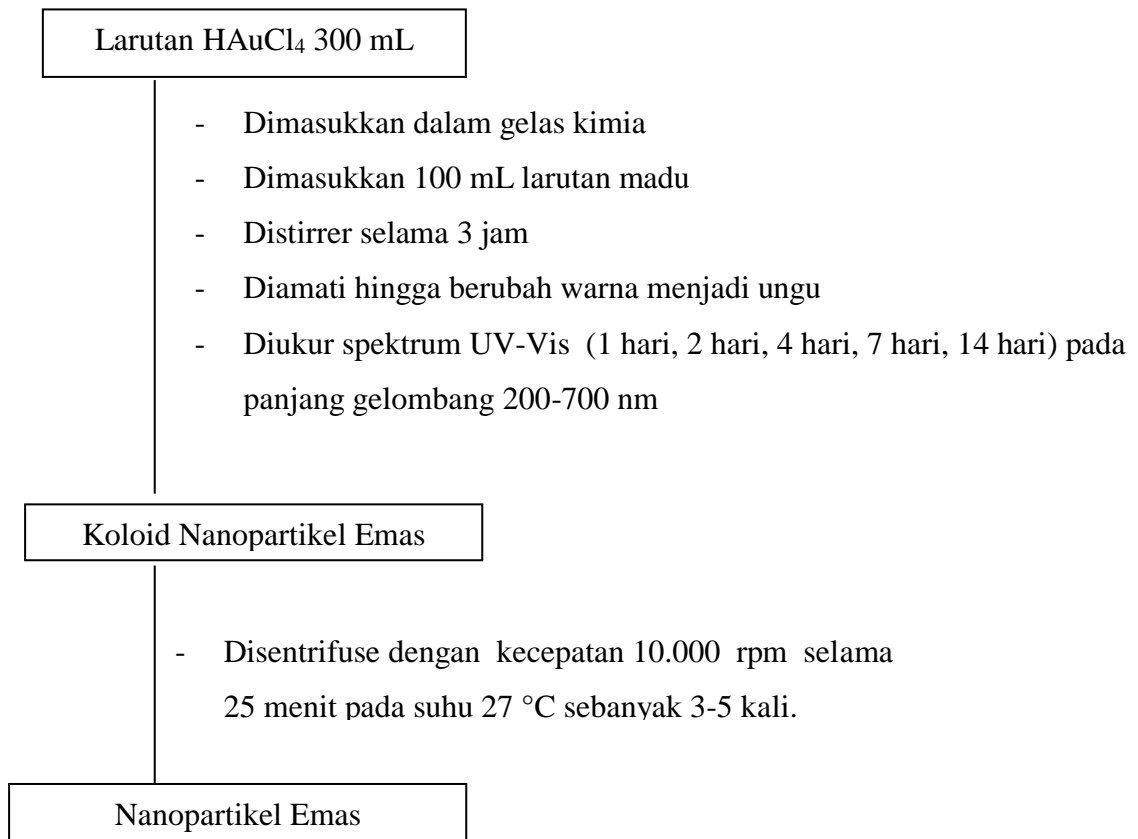 Larutan HAuCl₄ 300 mL
- Dimasukkan dalam gelas kimia
- Dimasukkan 100 mL larutan madu
- Distirrer selama 3 jam
- Diamati hingga berubah warna menjadi ungu
- Diukur spektrum UV-Vis (1 hari, 2 hari, 4 hari, 7 hari, 14 hari) pada
panjang gelombang 200-700 nm
Koloid Nanopartikel Emas
- Disentrifuse dengan kecepatan 10.000 rpm selama
25 menit pada suhu 27 °C sebanyak 3-5 kali.
Nanopartikel Emas